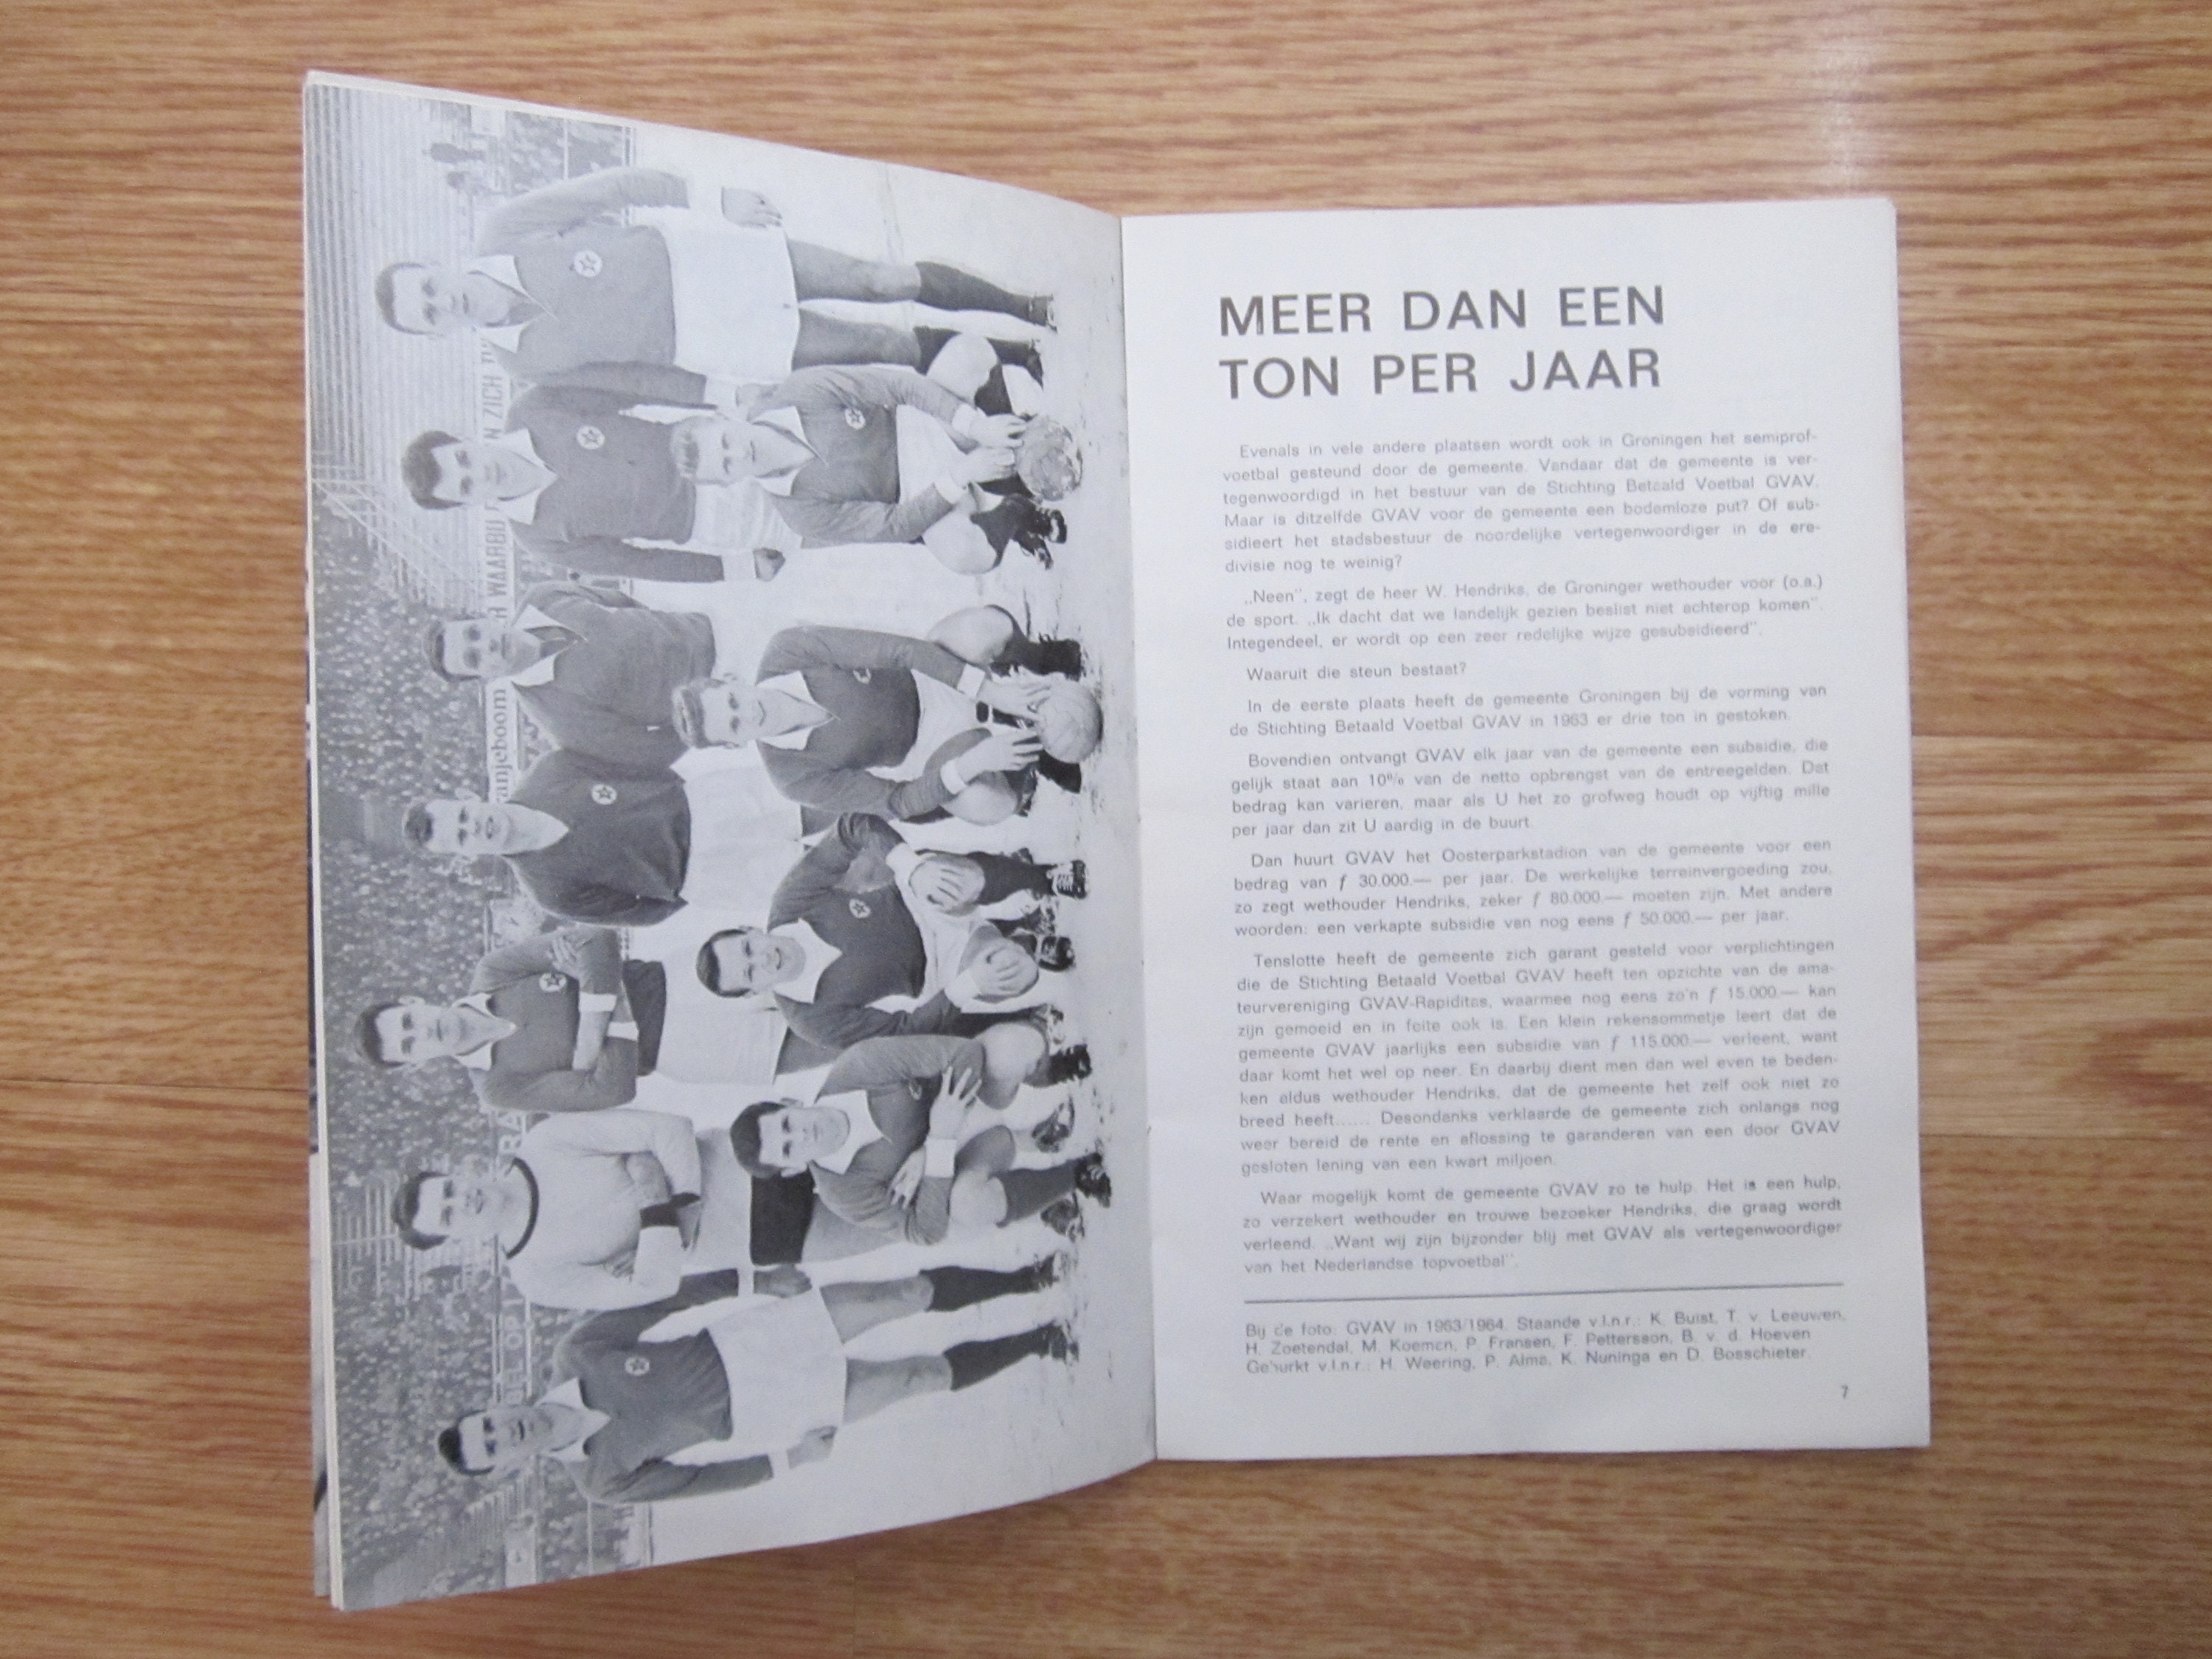 WAARBIJ
ZICH
anjeboom
MEER DAN EEN
TON PER JAAR
Evenals in vele andere plaatsen wordt ook in Groningen het semiprof-
voetbal gesteund door de gemeente. Vandaar dat de gemeente is ver-
tegenwoordigd in het bestuur van de Stichting Betaald Voetbal GVAV.
Maar is ditzelfde GVAV voor de gemeente een bodemloze put? Of sub-
sidieert het stadsbestuur de noordelijke vertegenwoordiger in de ere-
divisie nog te weinig?
„Neen", zegt de heer W. Hendriks, de Groninger wethouder voor (o.a.)
de sport. „Ik dacht dat we landelijk gezien beslist niet achterop komen".
Integendeel, er wordt op een zeer redelijke wijze gesubsidieerd".
Waaruit die steun bestaat?
In de eerste plaats heeft de gemeente Groningen bij de vorming van
de Stichting Betaald Voetbal GVAV in 1963 er drie ton in gestoken.
Bovendien ontvangt GVAV elk jaar van de gemeente een subsidie, die
gelijk staat aan 10% van de netto opbrengst van de entreegelden. Dat
bedrag kan varieren, maar als U het zo grofweg houdt op vijftig mille
per jaar dan zit U aardig in de buurt.
Dan huurt GVAV het Oosterparkstadion van de gemeente voor een
bedrag van ƒ 30.000.— per jaar. De werkelijke terreinvergoeding zou,
zo zegt wethouder Hendriks, zeker ƒ 80.000.— moeten zijn. Met andere
woorden: een verkapte subsidie van nog eens ƒ 50.000.— per jaar.
Tenslotte heeft de gemeente zich garant gesteld voor verplichtingen
die de Stichting Betaald Voetbal GVAV heeft ten opzichte van de ama-
teurvereniging GVAV-Rapiditas, waarmee nog eens zo'n ƒ 15.000.— kan
zijn gemoeid en in feite ook is. Een klein rekensommetje leert dat de
gemeente GVAV jaarlijks een subsidie van ƒ 115.000.— verleent, want
daar komt het wel op neer. En daarbij dient men dan wel even te beden-
ken aldus wethouder Hendriks, dat de gemeente het zelf ook niet zo
breed heeft...... Desondanks verklaarde de gemeente zich onlangs nog
weer bereid de rente en aflossing te garanderen van een door GVAV
gesloten lening van een kwart miljoen.
Waar mogelijk komt de gemeente GVAV zo te hulp. Het is een hulp,
zo verzekert wethouder en trouwe bezoeker Hendriks, die graag wordt
verleend. „Want wij zijn bijzonder blij met GVAV als vertegenwoordiger
van het Nederlandse topvoetbal".
Bij de foto: GVAV in 1963/1964. Staande v.l.n.r.: K. Buist, T. v. Leeuwen,
H. Zoetendal, M. Koeman, P. Fransen, F. Pettersson, B. v. d. Hoeven
Gehurkt v.l.n.r.: H. Weering, P. Alma, K. Nuninga en D. Bosschieter.
7